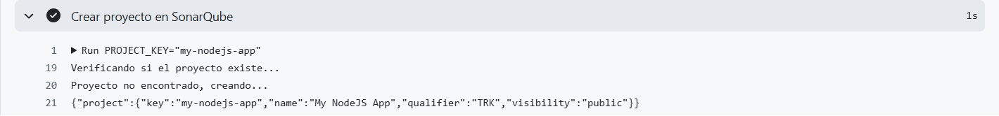 Crear proyecto en SonarQube 1s
1 Run PROJECT_KEY="my-nodejs-app"
19 Verificando si el proyecto existe...
20 Proyecto no encontrado, creando...
21 {"project":{"key":"my-nodejs-app","name":"My NodeJS App","qualifier":"TRK","visibility":"public"}}